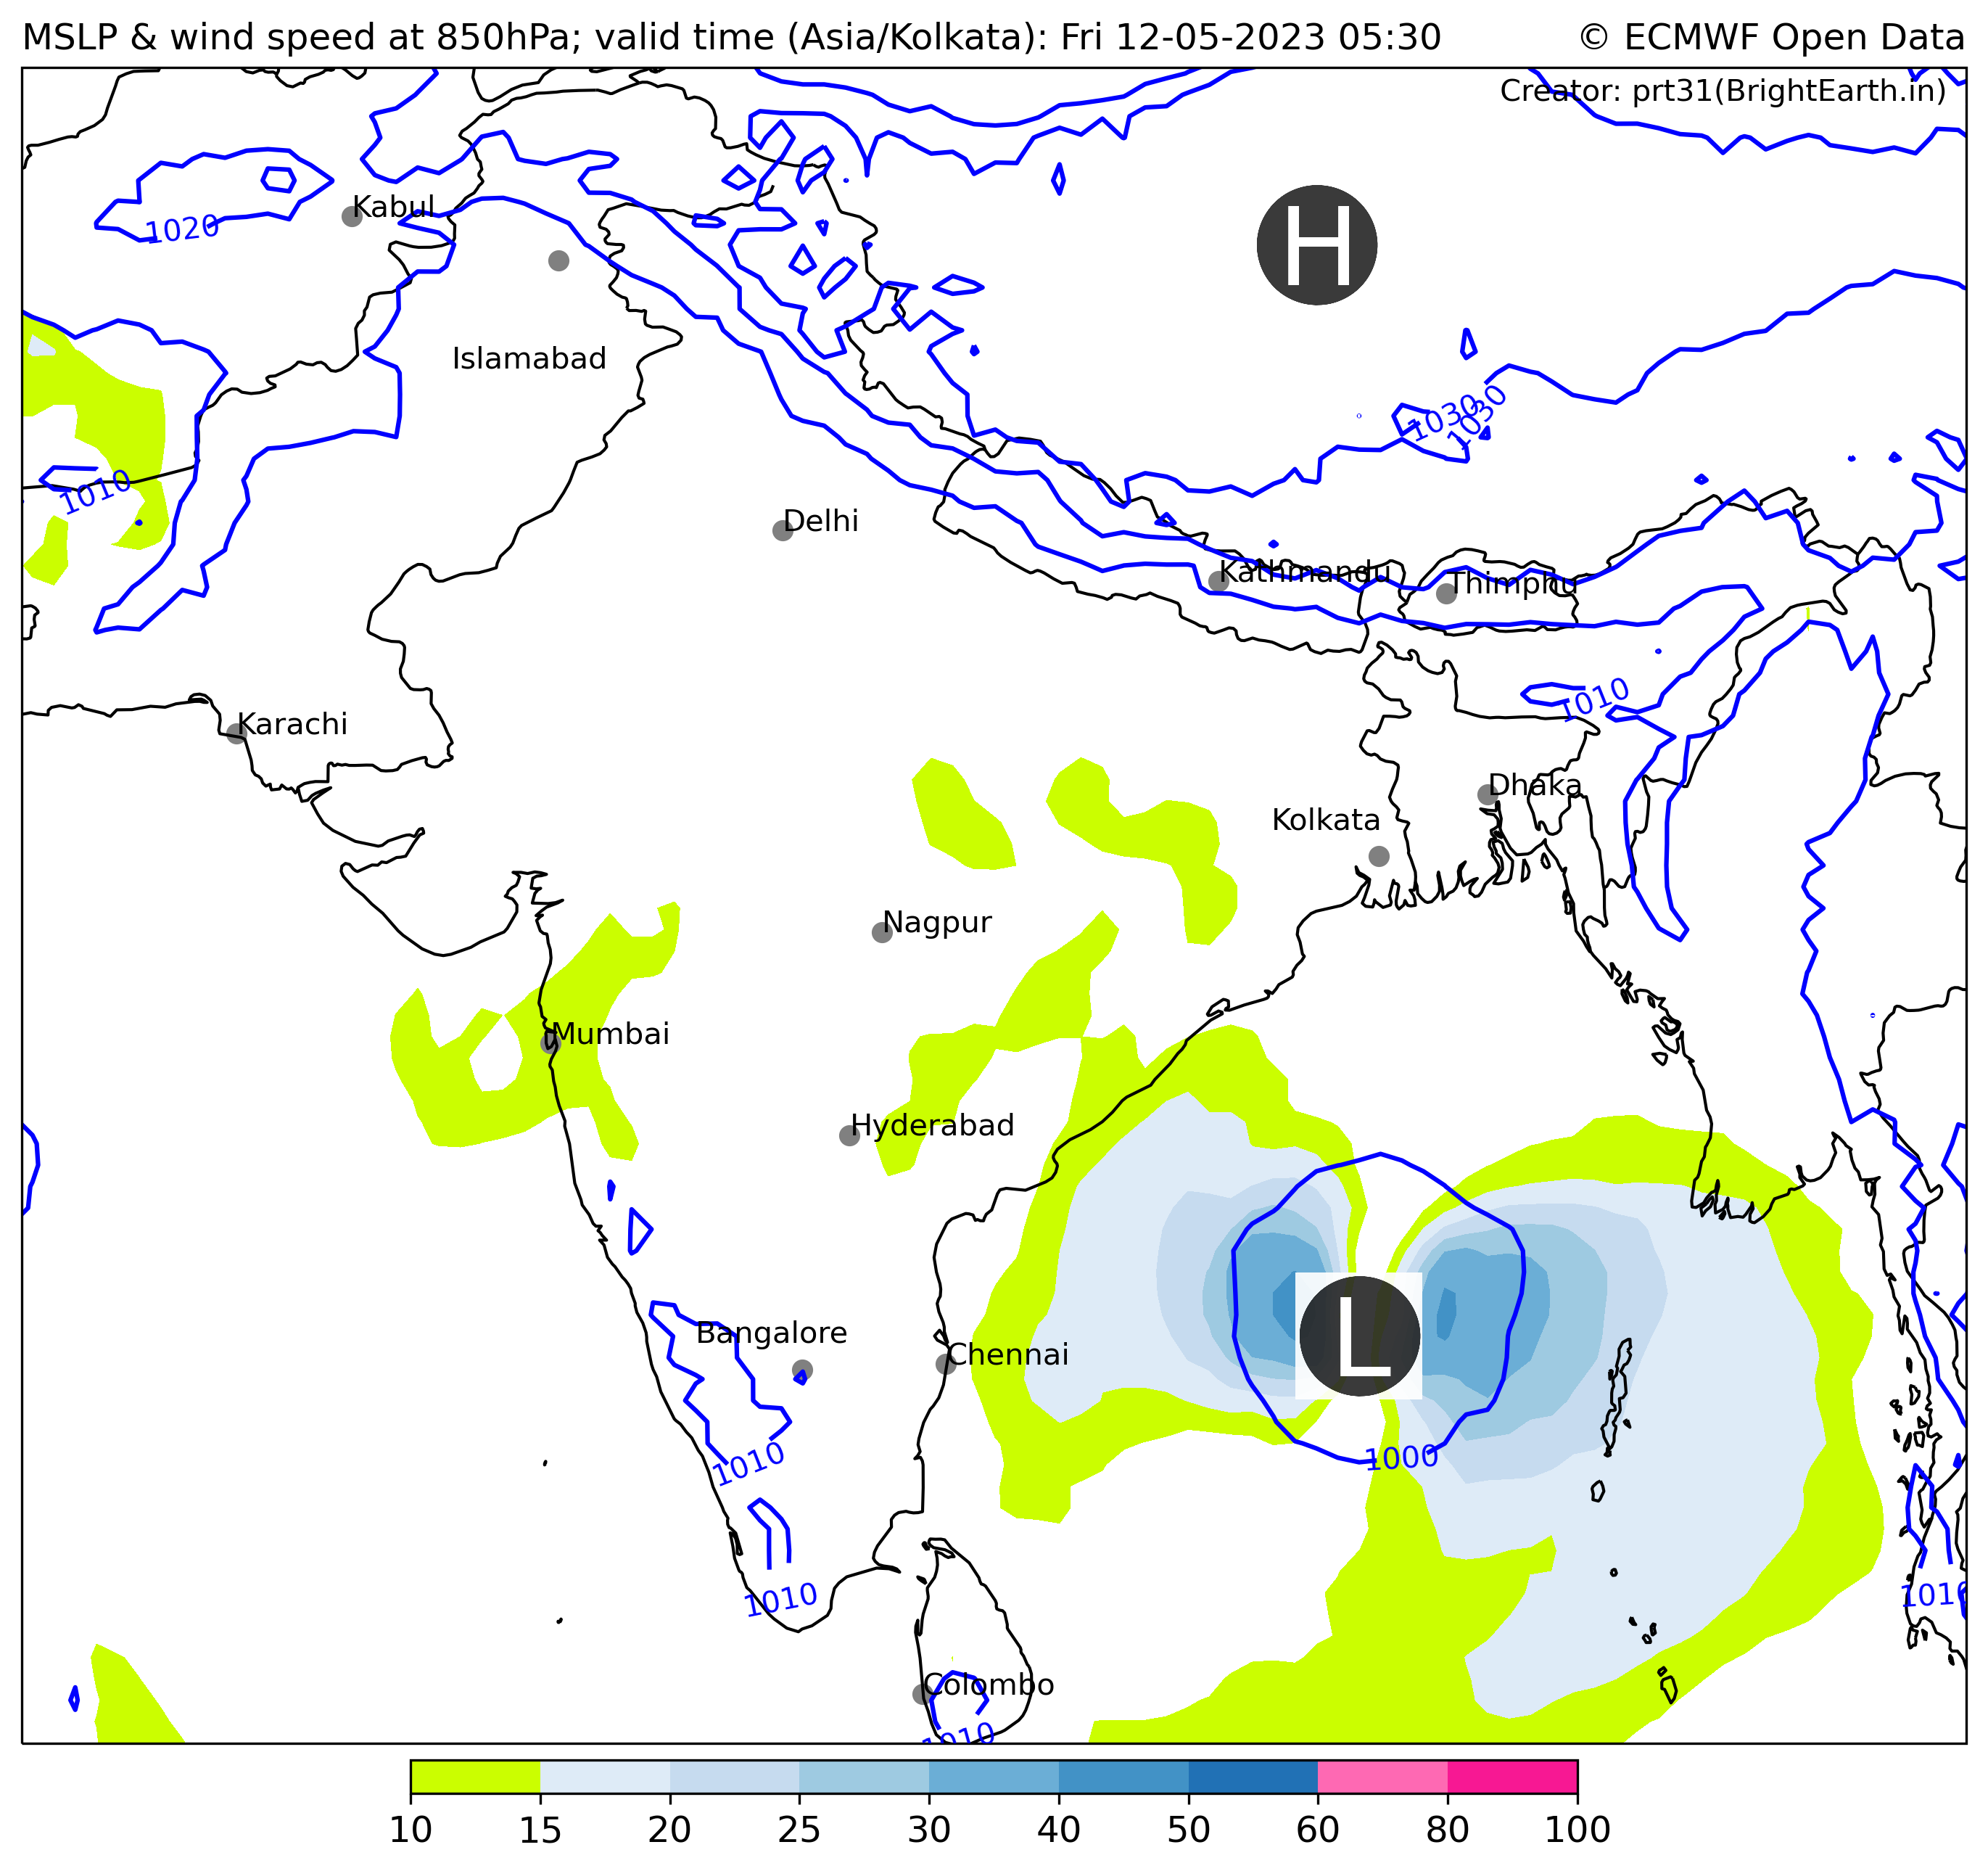 MSLP & wind speed at 850hPa; valid time (Asia/Kolkata): Fri 12-05-2023 05:30
© ECMWF Open Data
Creator: prt31(BrightEarth.in)
Kabul
1020
H
Islamabad
1030
1030
1010
Delhi
Kathmandu
Thimphu
1010
Karachi
Dhaka
Kolkata
Nagpur
Mumbai
Hyderabad
Bangalore
Chennai
L
1000
1010
1010
1010
Colombo
1010
10 15 20 25 30 40 50 60 80 100